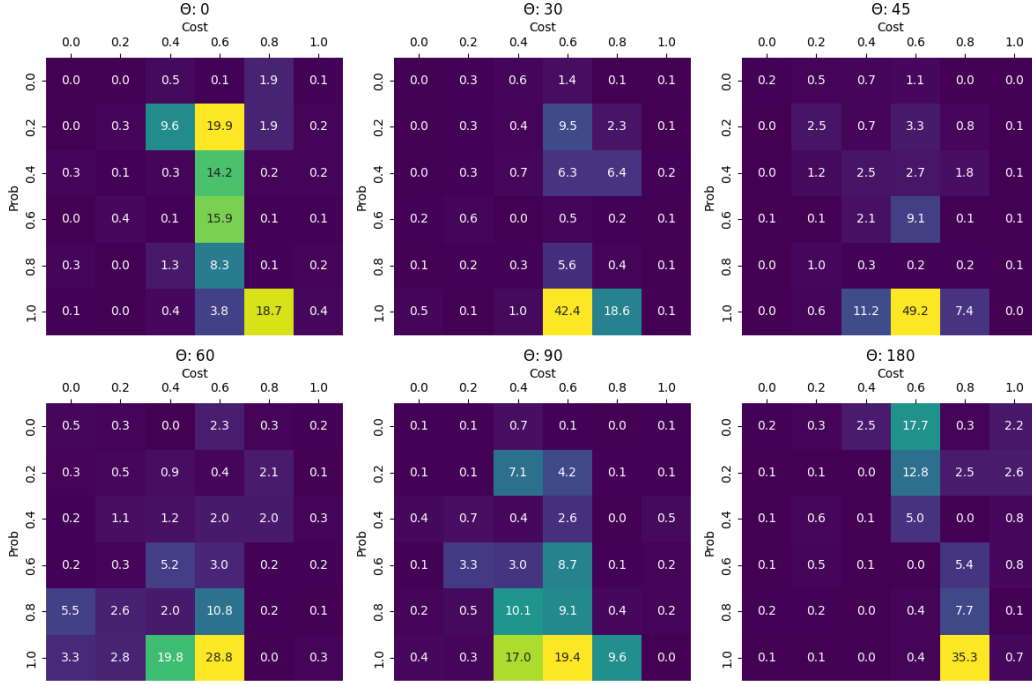 Θ: 0
Cost
0.0 0.2 0.4 0.6 0.8 1.0
Prob
0.0 0.0 0.0 0.5 0.1 1.9 0.1
0.2 0.0 0.3 9.6 19.9 1.9 0.2
0.4 0.3 0.1 0.3 14.2 0.2 0.2
0.6 0.0 0.4 0.1 15.9 0.1 0.1
0.8 0.3 0.0 1.3 8.3 0.1 0.2
1.0 0.1 0.0 0.4 3.8 18.7 0.4
Θ: 30
Cost
0.0 0.2 0.4 0.6 0.8 1.0
Prob
0.0 0.0 0.3 0.6 1.4 0.1 0.1
0.2 0.0 0.3 0.4 9.5 2.3 0.1
0.4 0.0 0.3 0.7 6.3 6.4 0.2
0.6 0.2 0.6 0.0 0.5 0.2 0.1
0.8 0.1 0.2 0.3 5.6 0.4 0.1
1.0 0.5 0.1 1.0 42.4 18.6 0.1
Θ: 45
Cost
0.0 0.2 0.4 0.6 0.8 1.0
Prob
0.0 0.2 0.5 0.7 1.1 0.0 0.0
0.2 0.0 2.5 0.7 3.3 0.8 0.1
0.4 0.0 1.2 2.5 2.7 1.8 0.1
0.6 0.1 0.1 2.1 9.1 0.1 0.1
0.8 0.0 1.0 0.3 0.2 0.2 0.1
1.0 0.0 0.6 11.2 49.2 7.4 0.0
Θ: 60
Cost
0.0 0.2 0.4 0.6 0.8 1.0
Prob
0.0 0.5 0.3 0.0 2.3 0.3 0.2
0.2 0.3 0.5 0.9 0.4 2.1 0.1
0.4 0.2 1.1 1.2 2.0 2.0 0.3
0.6 0.2 0.3 5.2 3.0 0.2 0.2
0.8 5.5 2.6 2.0 10.8 0.2 0.1
1.0 3.3 2.8 19.8 28.8 0.0 0.3
Θ: 90
Cost
0.0 0.2 0.4 0.6 0.8 1.0
Prob
0.0 0.1 0.1 0.7 0.1 0.0 0.1
0.2 0.1 0.1 7.1 4.2 0.1 0.1
0.4 0.4 0.7 0.4 2.6 0.0 0.5
0.6 0.2 3.3 3.0 8.7 0.1 0.2
0.8 0.2 0.5 10.1 9.1 0.4 0.2
1.0 0.4 0.3 17.0 19.4 9.6 0.0
Θ: 180
Cost
0.0 0.2 0.4 0.6 0.8 1.0
Prob
0.0 0.2 0.3 2.5 17.7 0.3 2.2
0.2 0.1 0.1 0.0 12.8 2.5 2.6
0.4 0.1 0.6 0.1 5.0 0.0 0.8
0.6 0.1 0.5 0.1 0.0 5.4 0.8
0.8 0.2 0.2 0.0 0.4 7.7 0.1
1.0 0.1 0.1 0.0 0.4 35.3 0.7